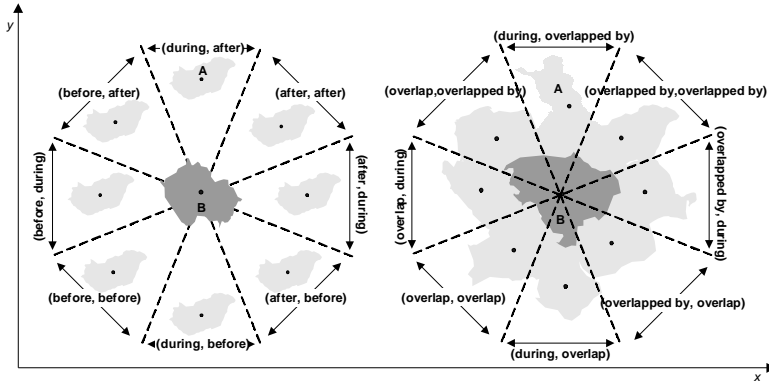 y
(during, after)
A
(before, after)
(after, after)
(before, during)
(after, during)
B
(before, before)
(after, before)
(during, before)
(during, overlapped by)
A
(overlap,overlapped by)
(overlapped by,overlapped by)
(overlap, during)
(overlapped by, during)
B
(overlap, overlap)
(overlapped by, overlap)
(during, overlap)
x